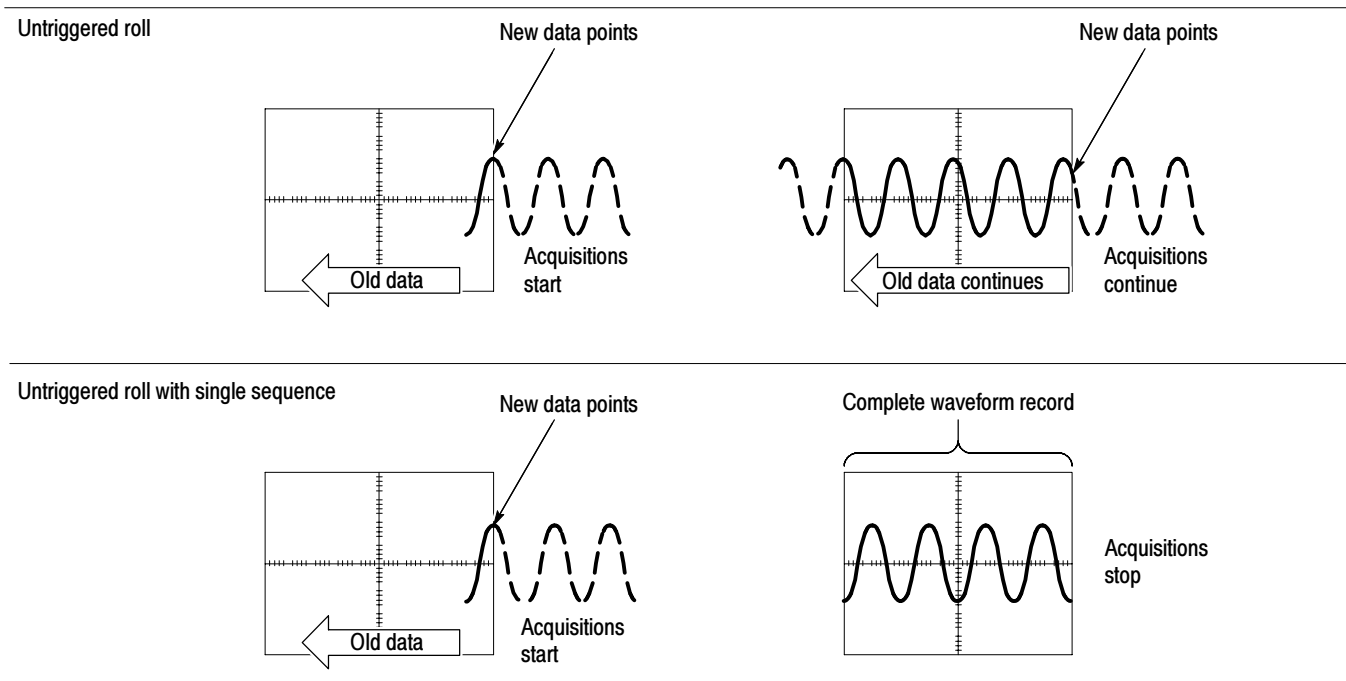 Untriggered roll
New data points
New data points
Acquisitions
start
Old data
Acquisitions
continue
Old data continues
Untriggered roll with single sequence
New data points
Complete waveform record
Acquisitions
start
Old data
Acquisitions
stop